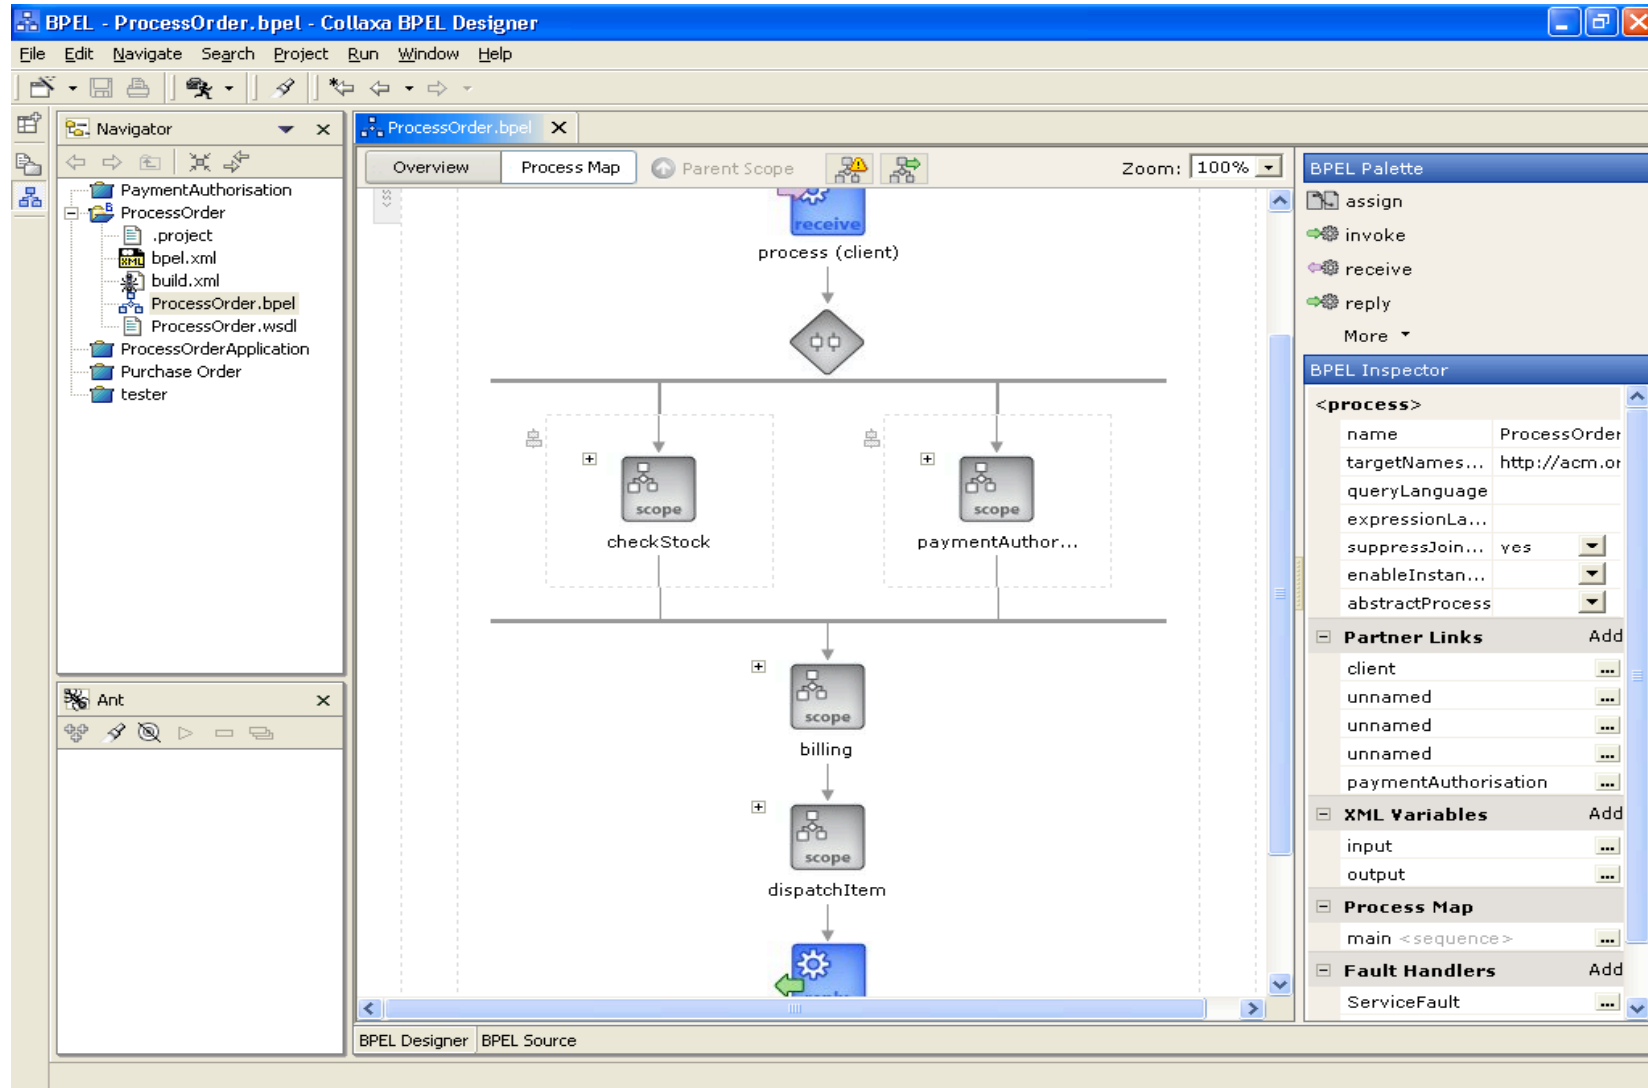 BPEL - ProcessOrder.bpel - Collaxa BPEL Designer
File Edit Navigate Search Project Run Window Help
Navigator
PaymentAuthorisation
ProcessOrder
.project
bpel.xml
build.xml
ProcessOrder.bpel
ProcessOrder.wsdl
ProcessOrderApplication
Purchase Order
tester
Ant
ProcessOrder.bpel
Overview Process Map Parent Scope Zoom: 100%
receive
process (client)
scope
checkStock
scope
paymentAuthor...
scope
billing
scope
dispatchItem
BPEL Designer BPEL Source
BPEL Palette
assign
invoke
receive
reply
More
BPEL Inspector
<process>
name ProcessOrder
targetNames... http://acm.or
queryLanguage
expressionLa...
suppressJoin... yes
enableInstan...
abstractProcess
Partner Links Add
client ...
unnamed ...
unnamed ...
unnamed ...
paymentAuthorisation ...
XML Variables Add
input ...
output ...
Process Map
main <sequence> ...
Fault Handlers Add
ServiceFault ...